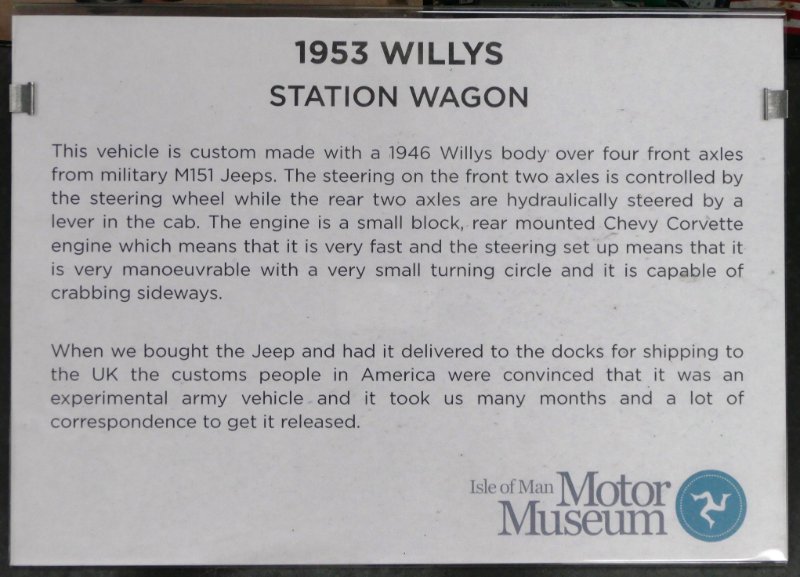 1953 WILLYS
STATION WAGON
This vehicle is custom made with a 1946 Willys body over four front axles
from military M151 Jeeps. The steering on the front two axles is controlled by
the steering wheel while the rear two axles are hydraulically steered by a
lever in the cab. The engine is a small block, rear mounted Chevy Corvette
engine which means that it is very fast and the steering set up means that it
is very manoeuvrable with a very small turning circle and it is capable of
crabbing sideways.
When we bought the Jeep and had it delivered to the docks for shipping to
the UK the customs people in America were convinced that it was an
experimental army vehicle and it took us many months and a lot of
correspondence to get it released.
Isle of Man Motor
Museum